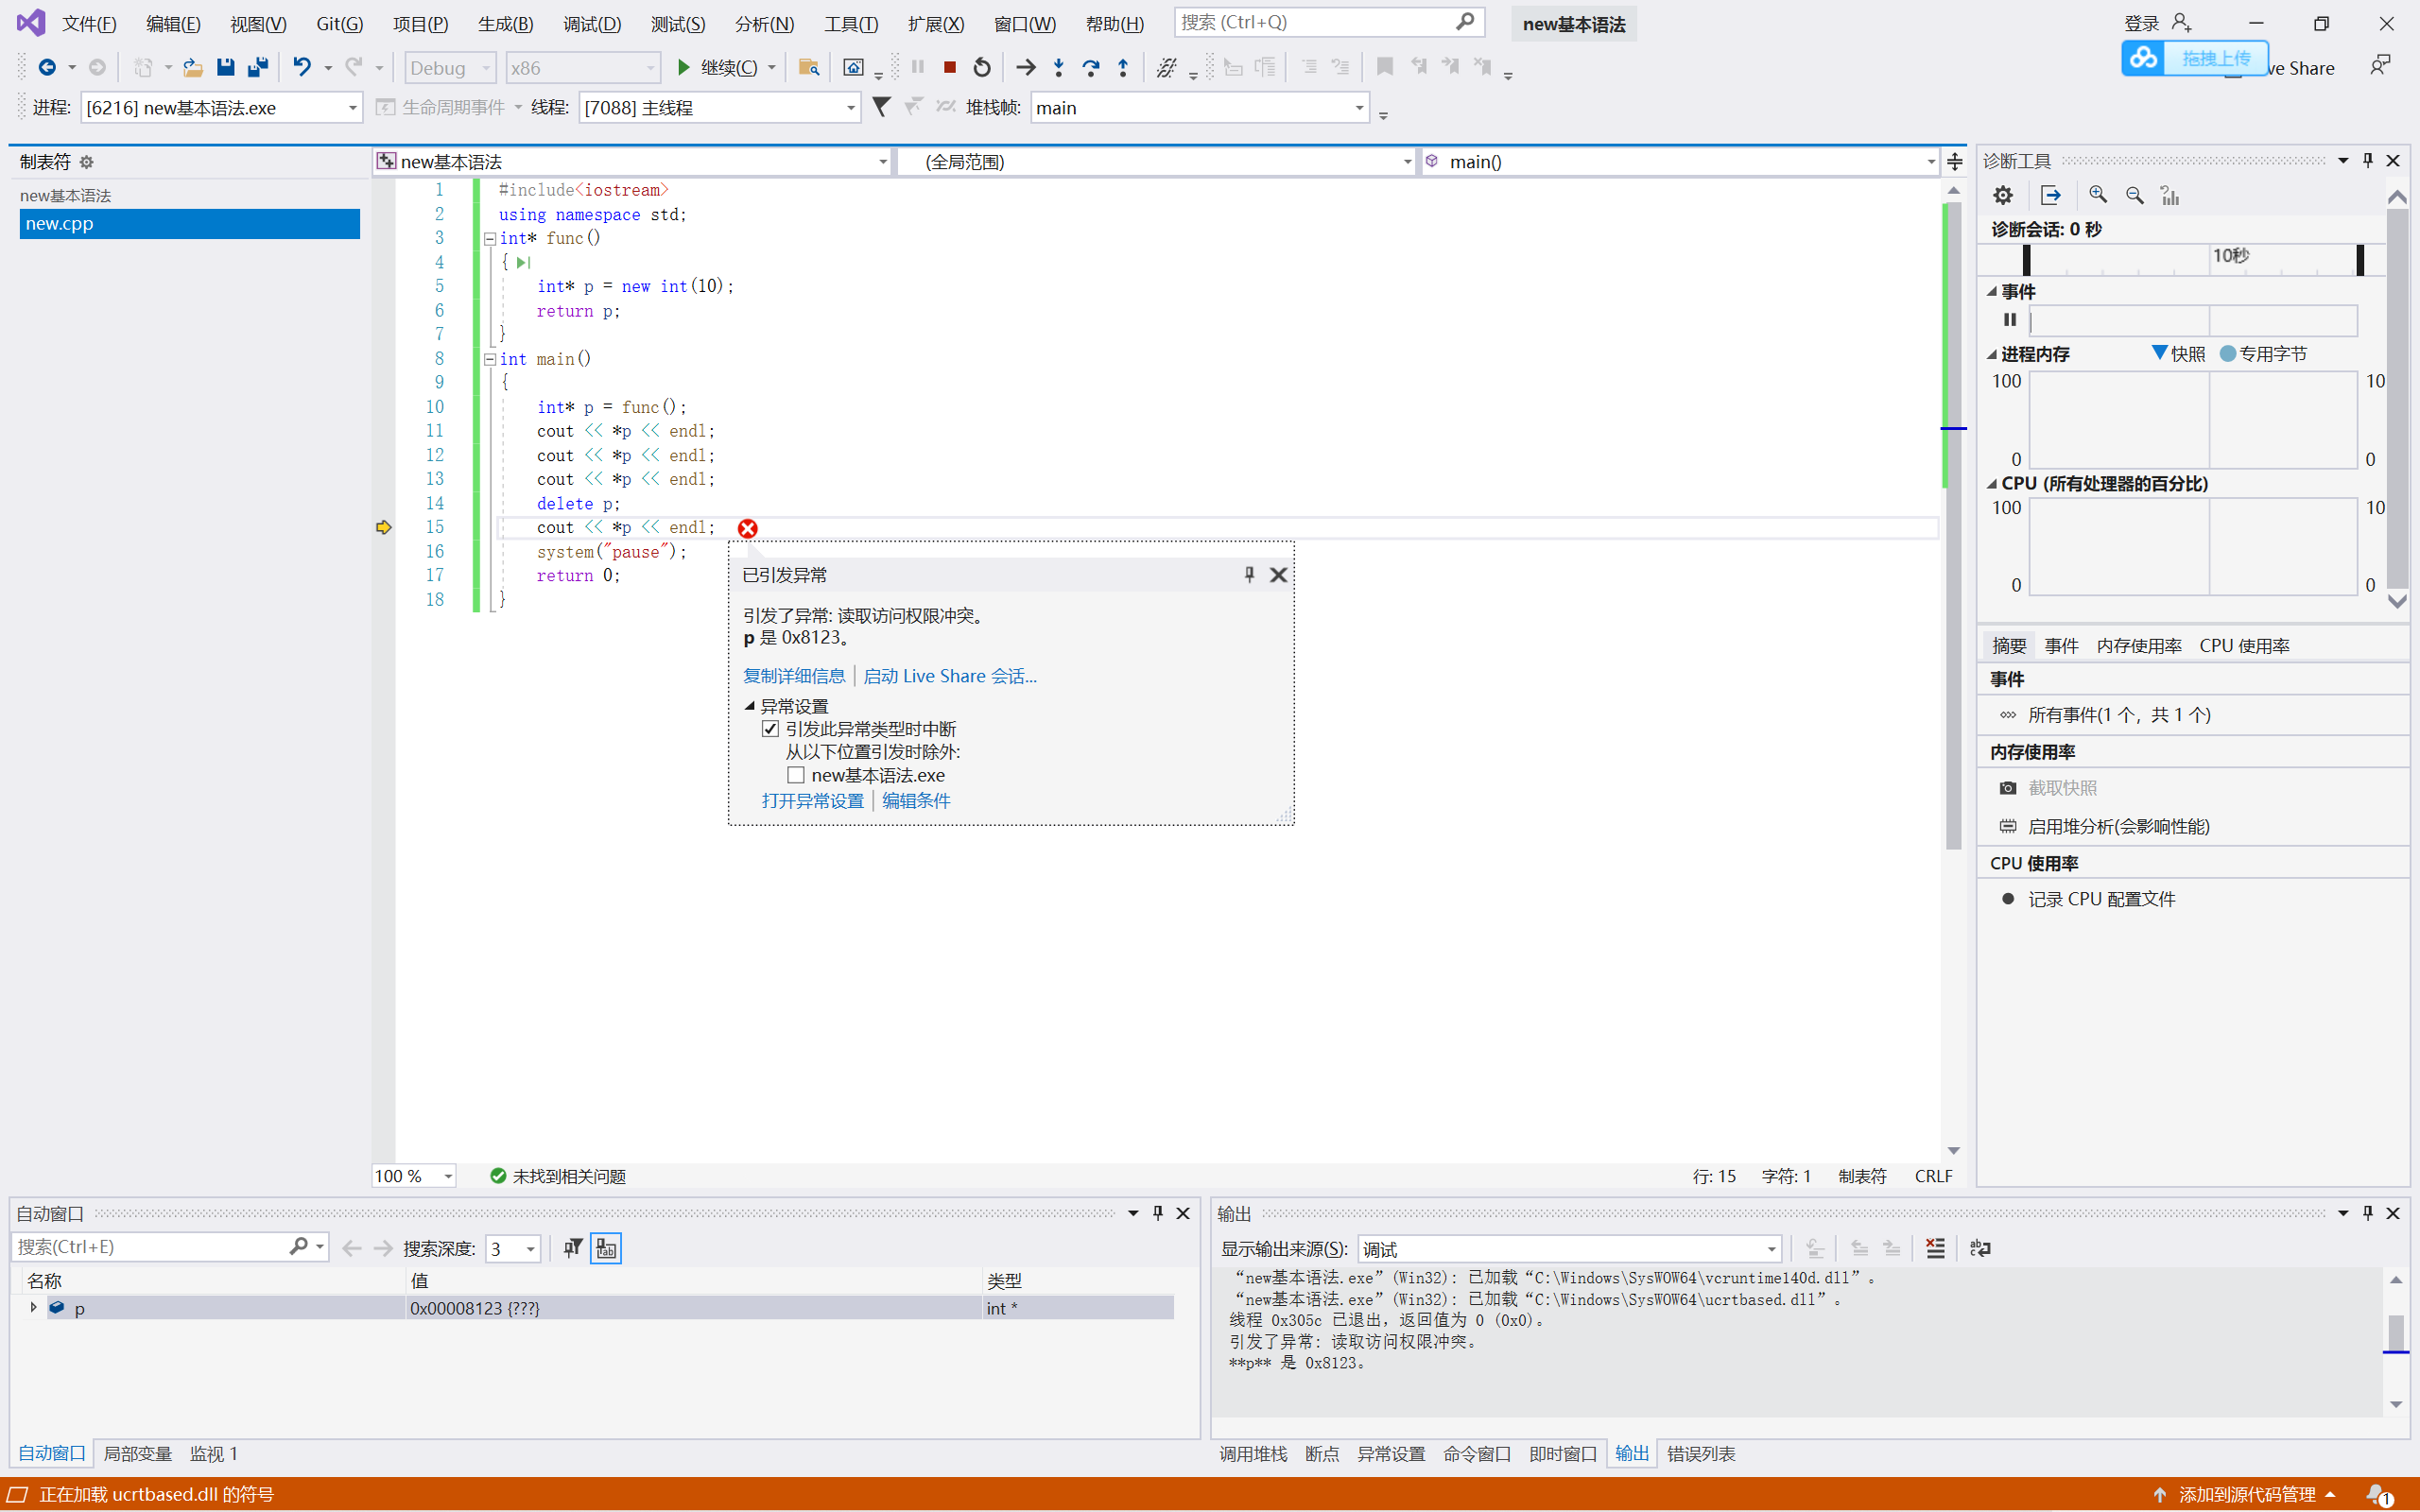 文件(F) 编辑(E) 视图(V) Git(G) 项目(P) 生成(B) 调试(D) 测试(S) 分析(N) 工具(T) 扩展(X) 窗口(W) 帮助(H) 搜索 (Ctrl+Q) new基本语法 登录
Debug x86 继续(C) 拖拽上传 ve Share
进程: [6216] new基本语法.exe 生命周期事件 线程: [7088] 主线程 堆栈帧: main
制表符
new基本语法
new.cpp
new基本语法 (全局范围) main()
1 #include<iostream>
2 using namespace std;
3 int* func()
4 {
5 int* p = new int(10);
6 return p;
7 }
8 int main()
9 {
10 int* p = func();
11 cout << *p << endl;
12 cout << *p << endl;
13 cout << *p << endl;
14 delete p;
15 cout << *p << endl;
16 system("pause");
17 return 0;
18 }
已引发异常
引发了异常: 读取访问权限冲突。
p 是 0x8123。
复制详细信息 | 启动 Live Share 会话...
异常设置
引发此异常类型时中断
从以下位置引发时除外:
new基本语法.exe
打开异常设置 | 编辑条件
100 % 未找到相关问题 行: 15 字符: 1 制表符 CRLF
诊断工具
诊断会话: 0 秒
10秒
事件
进程内存 快照 专用字节
100 10
0 0
CPU (所有处理器的百分比)
100 10
0 0
摘要 事件 内存使用率 CPU 使用率
事件
所有事件(1 个，共 1 个)
内存使用率
截取快照
启用堆分析(会影响性能)
CPU 使用率
记录 CPU 配置文件
自动窗口
搜索(Ctrl+E) 搜索深度: 3
名称 值 类型
p 0x00008123 {???} int *
自动窗口 局部变量 监视 1
输出
显示输出来源(S): 调试
“new基本语法.exe”(Win32): 已加载“C:\Windows\SysWOW64\vcruntime140d.dll”。
“new基本语法.exe”(Win32): 已加载“C:\Windows\SysWOW64\ucrtbased.dll”。
线程 0x305c 已退出，返回值为 0 (0x0)。
引发了异常: 读取访问权限冲突。
**p** 是 0x8123。
调用堆栈 断点 异常设置 命令窗口 即时窗口 输出 错误列表
正在加载 ucrtbased.dll 的符号 添加到源代码管理 1